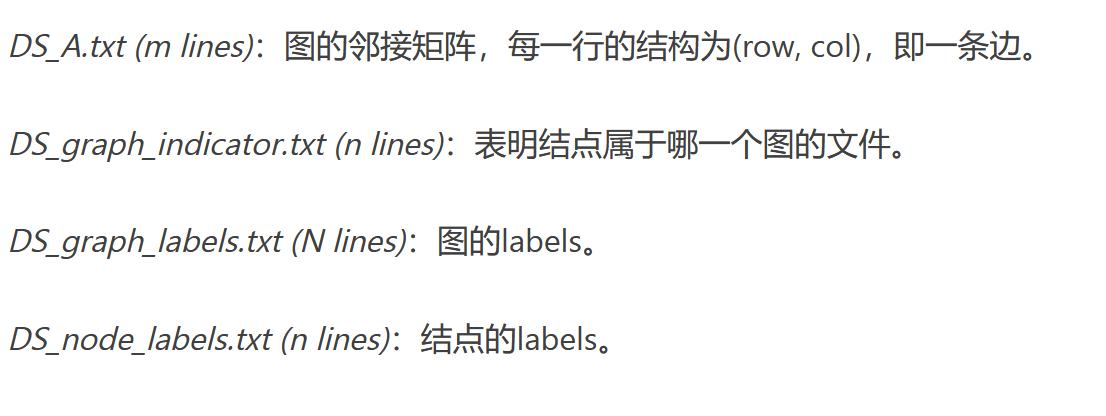 DS_A.txt (m lines)：图的邻接矩阵，每一行的结构为(row, col)，即一条边。
DS_graph_indicator.txt (n lines)：表明结点属于哪一个图的文件。
DS_graph_labels.txt (N lines)：图的labels。
DS_node_labels.txt (n lines)：结点的labels。